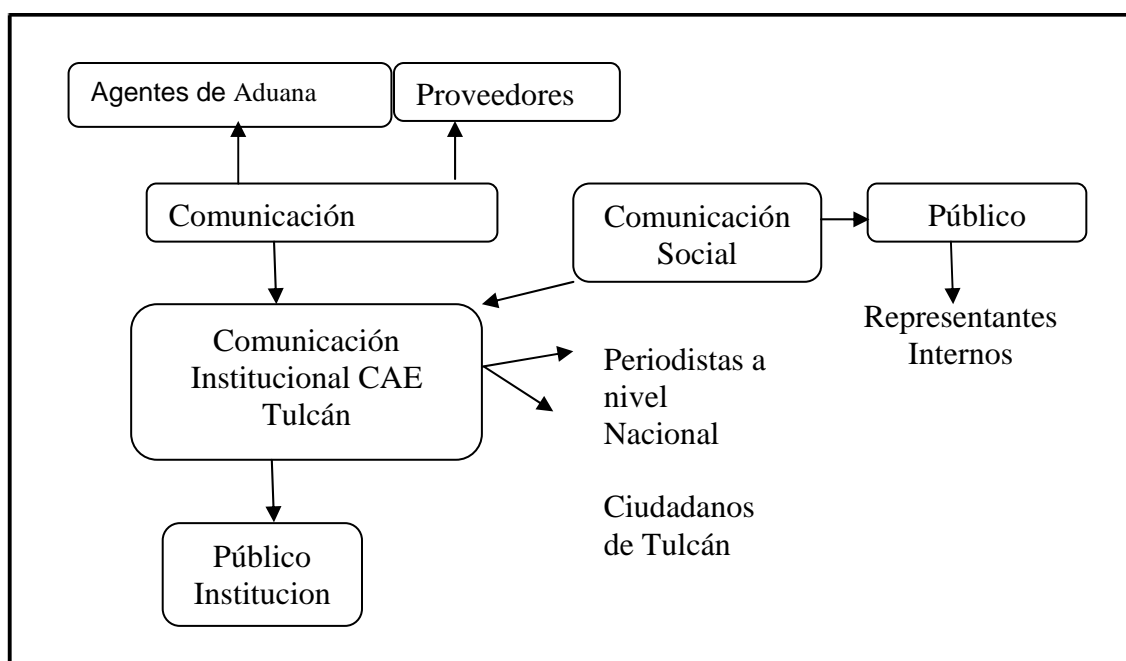 Agentes de Aduana
Proveedores
Comunicación
Comunicación
Social
Público
Representantes
Internos
Comunicación
Institucional CAE
Tulcán
Periodistas a
nivel
Nacional
Ciudadanos
de Tulcán
Público
Institucion